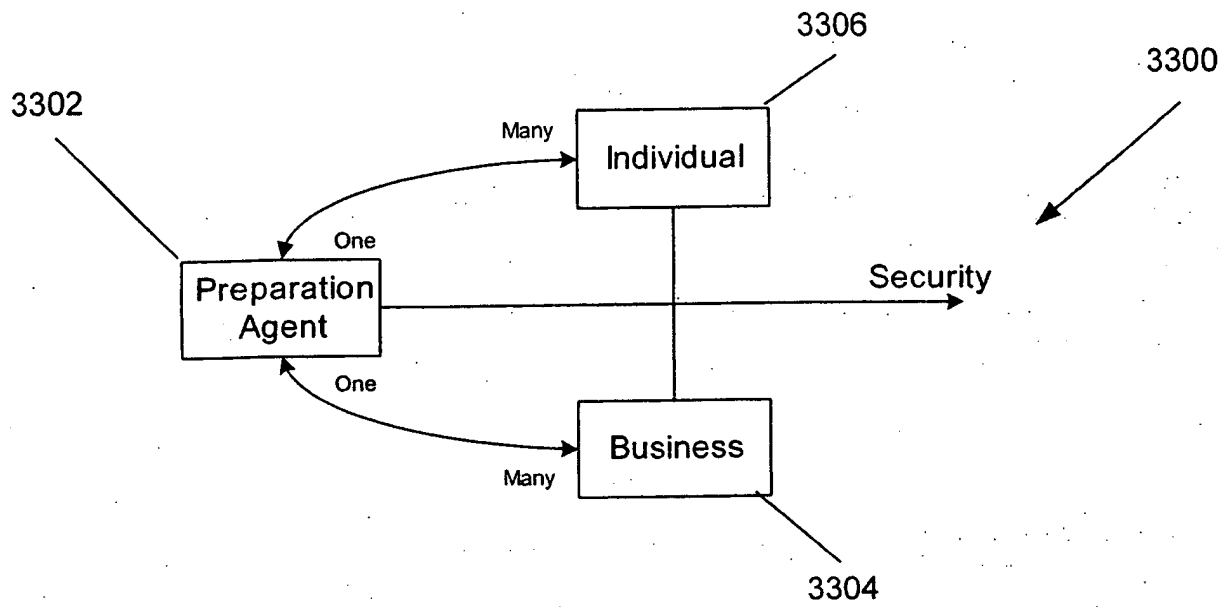 3306
3300
3302
Many
Individual
One
Security
Preparation
Agent
One
Business
Many
3304